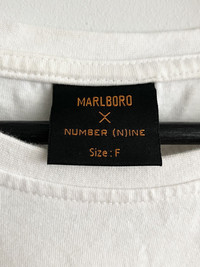 MARLBORO
X
NUMBER (N)INE
Size: F